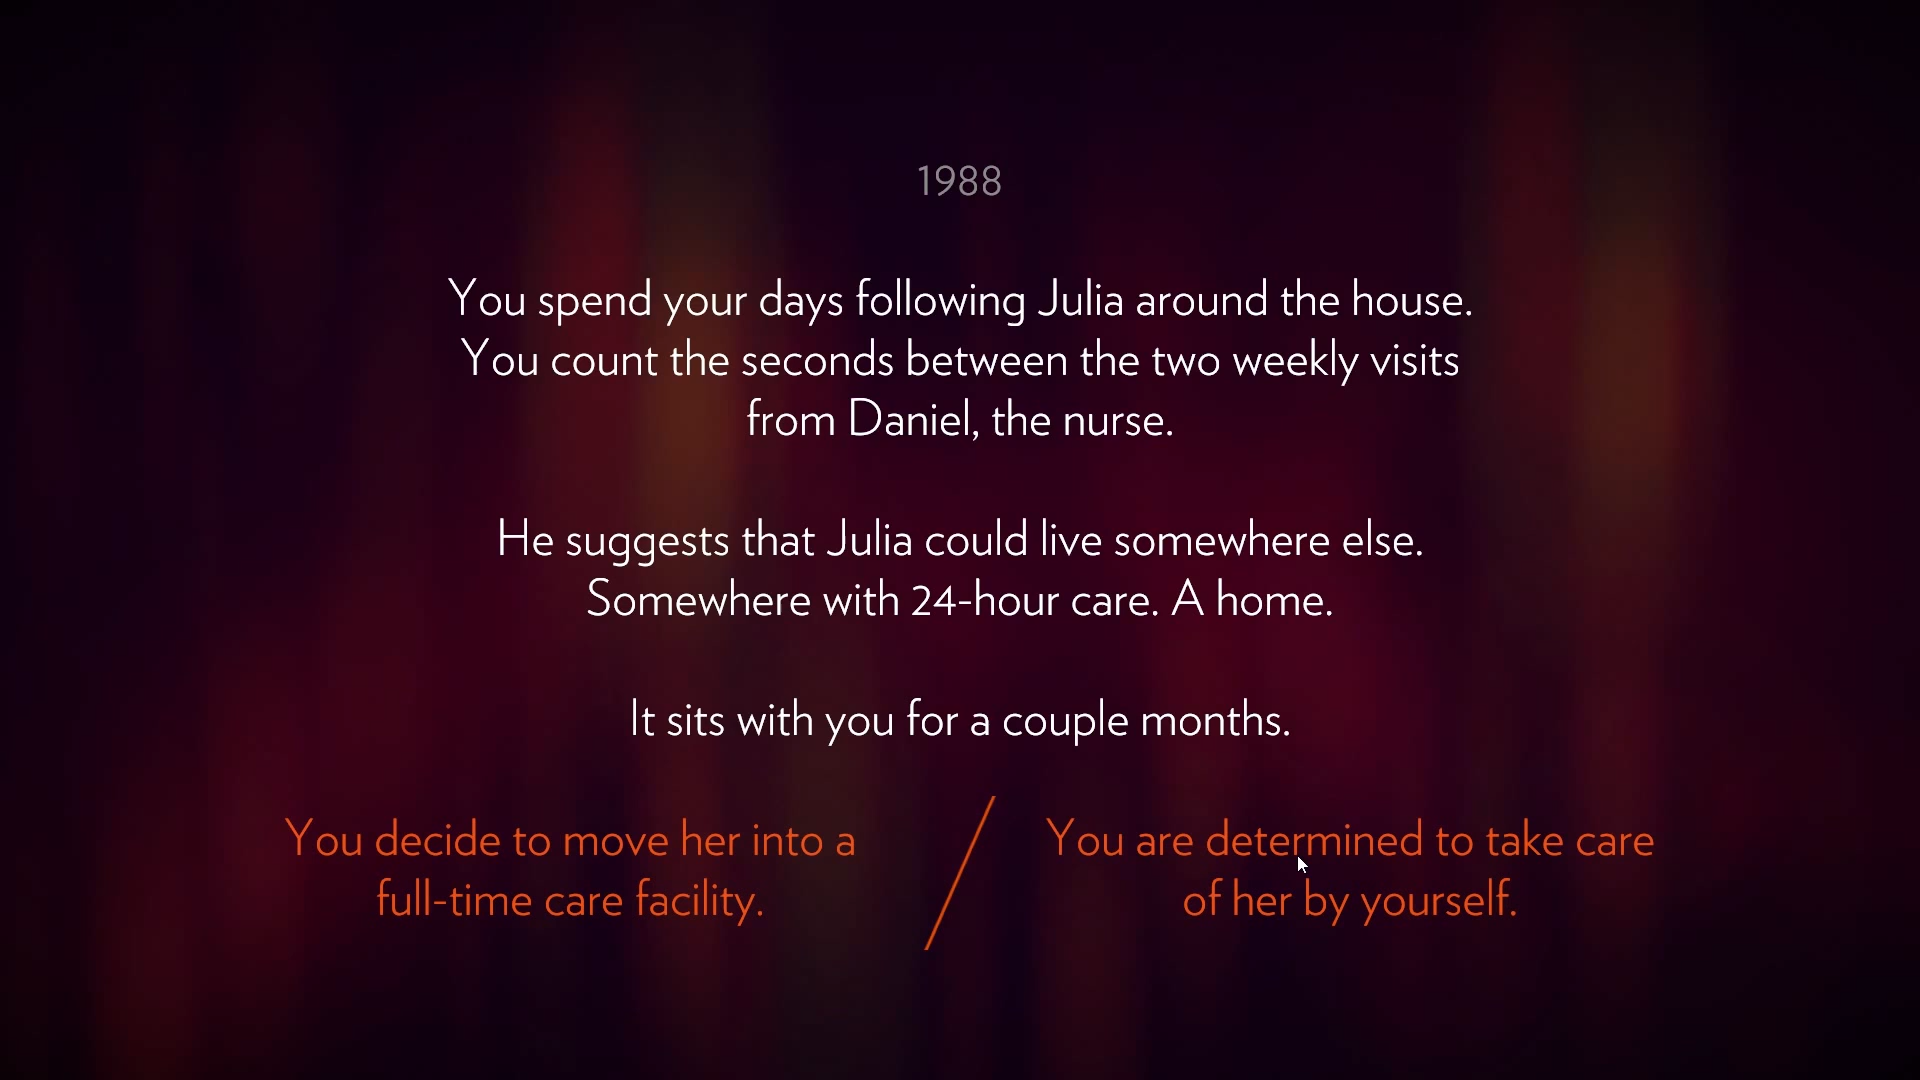 1988
You spend your days following Julia around the house.
You count the seconds between the two weekly visits
from Daniel, the nurse.
He suggests that Julia could live somewhere else.
Somewhere with 24-hour care. A home.
It sits with you for a couple months.
You decide to move her into a
full-time care facility.
You are determined to take care
of her by yourself.